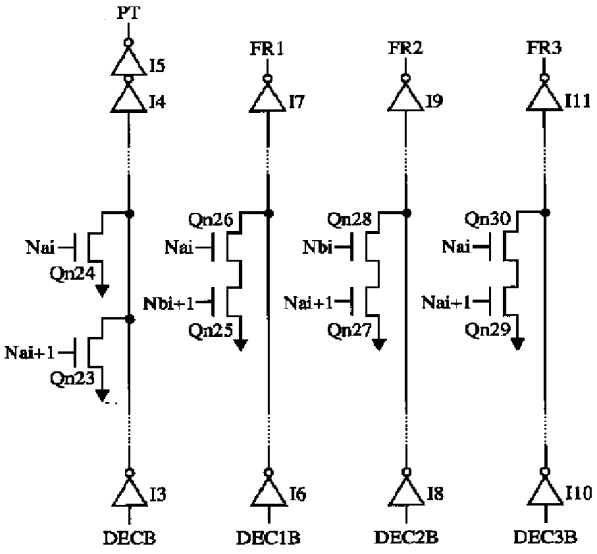 PT
FR1 FR2 FR3
I5
I4 I7 I9 I11
Qn26 Qn28 Qn30
Nai Nai Nbi Nai
Qn24
Nbi+1 Nai+1 Nai+1
Qn25 Qn27 Qn29
Nai+1
Qn23
I3 I6 I8 I10
DECB DEC1B DEC2B DEC3B